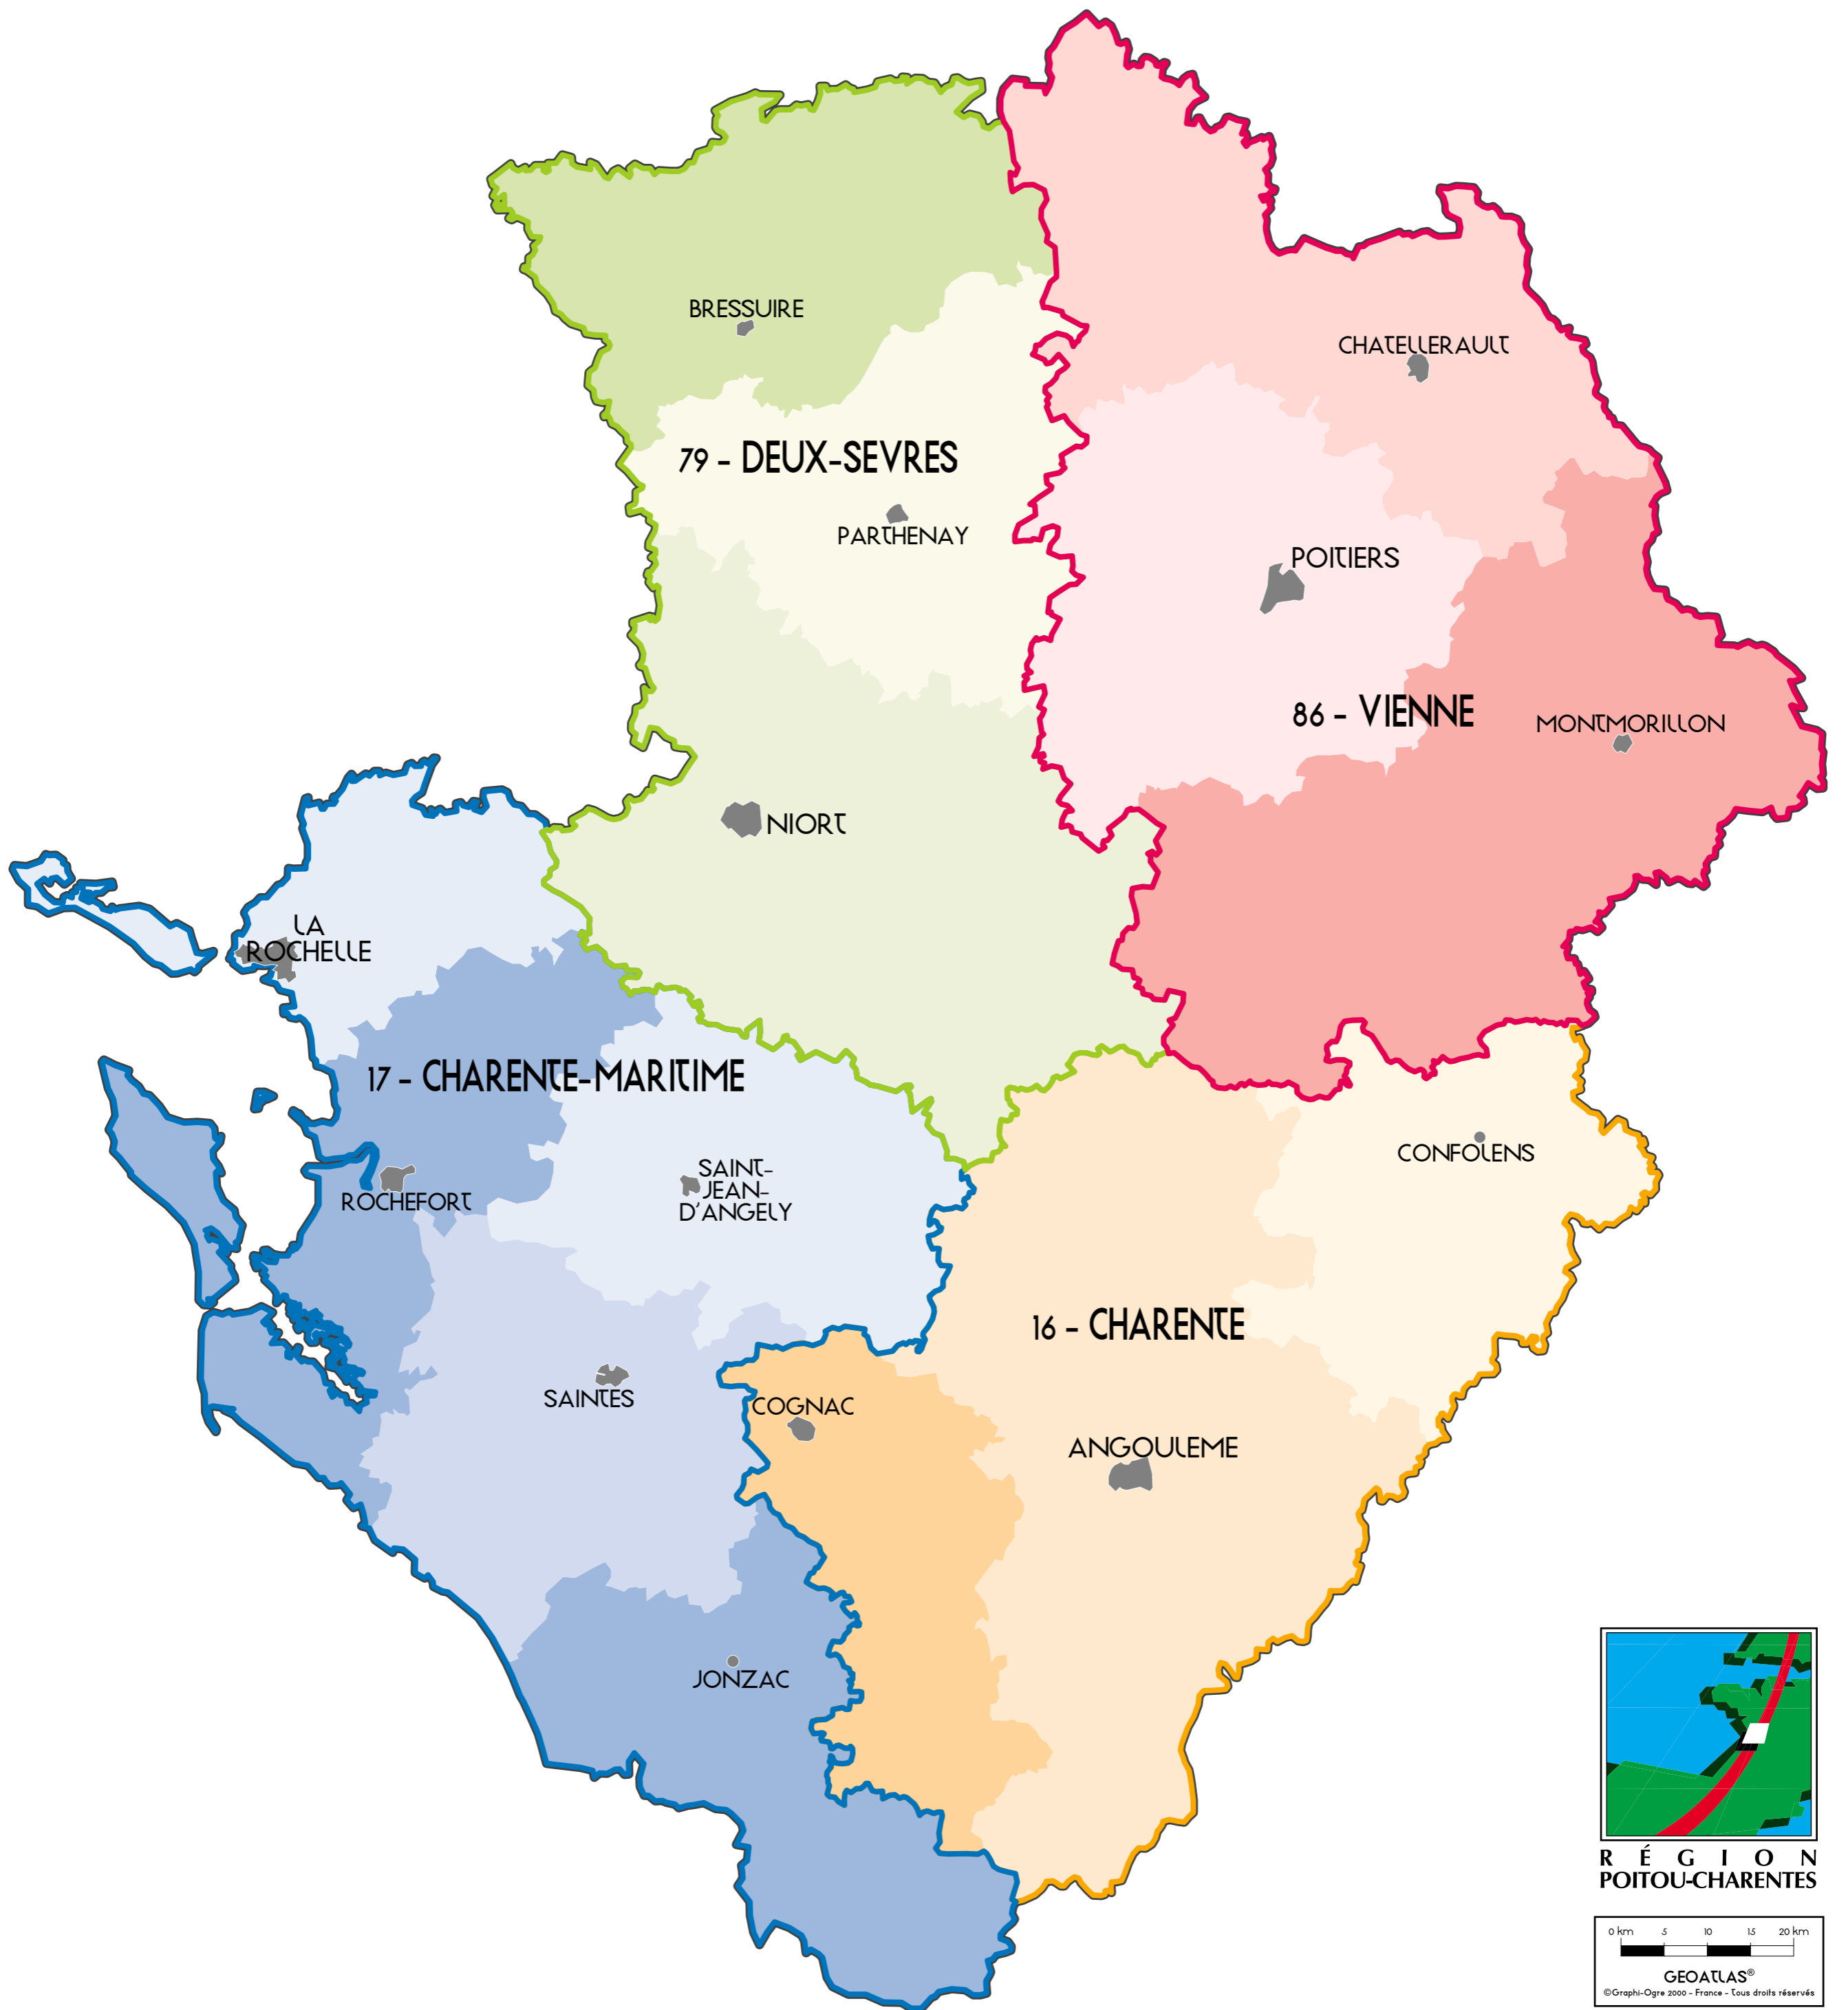 BRESSUIRE
CHATELLERAULT
79 - DEUX-SEVRES
PARTHENAY
POITIERS
86 - VIENNE
MONTMORILLON
NIORT
LA
ROCHELLE
17 - CHARENTE-MARITIME
CONFOLENS
SAINT-
JEAN-
D'ANGELY
ROCHEFORT
16 - CHARENTE
SAINTES
COGNAC
ANGOULEME
JONZAC
RÉGION
POITOU-CHARENTES
0 km 5 10 15 20 km
GEOATLAS®
©Graphi-Ogre 2000 - France - Tous droits réservés